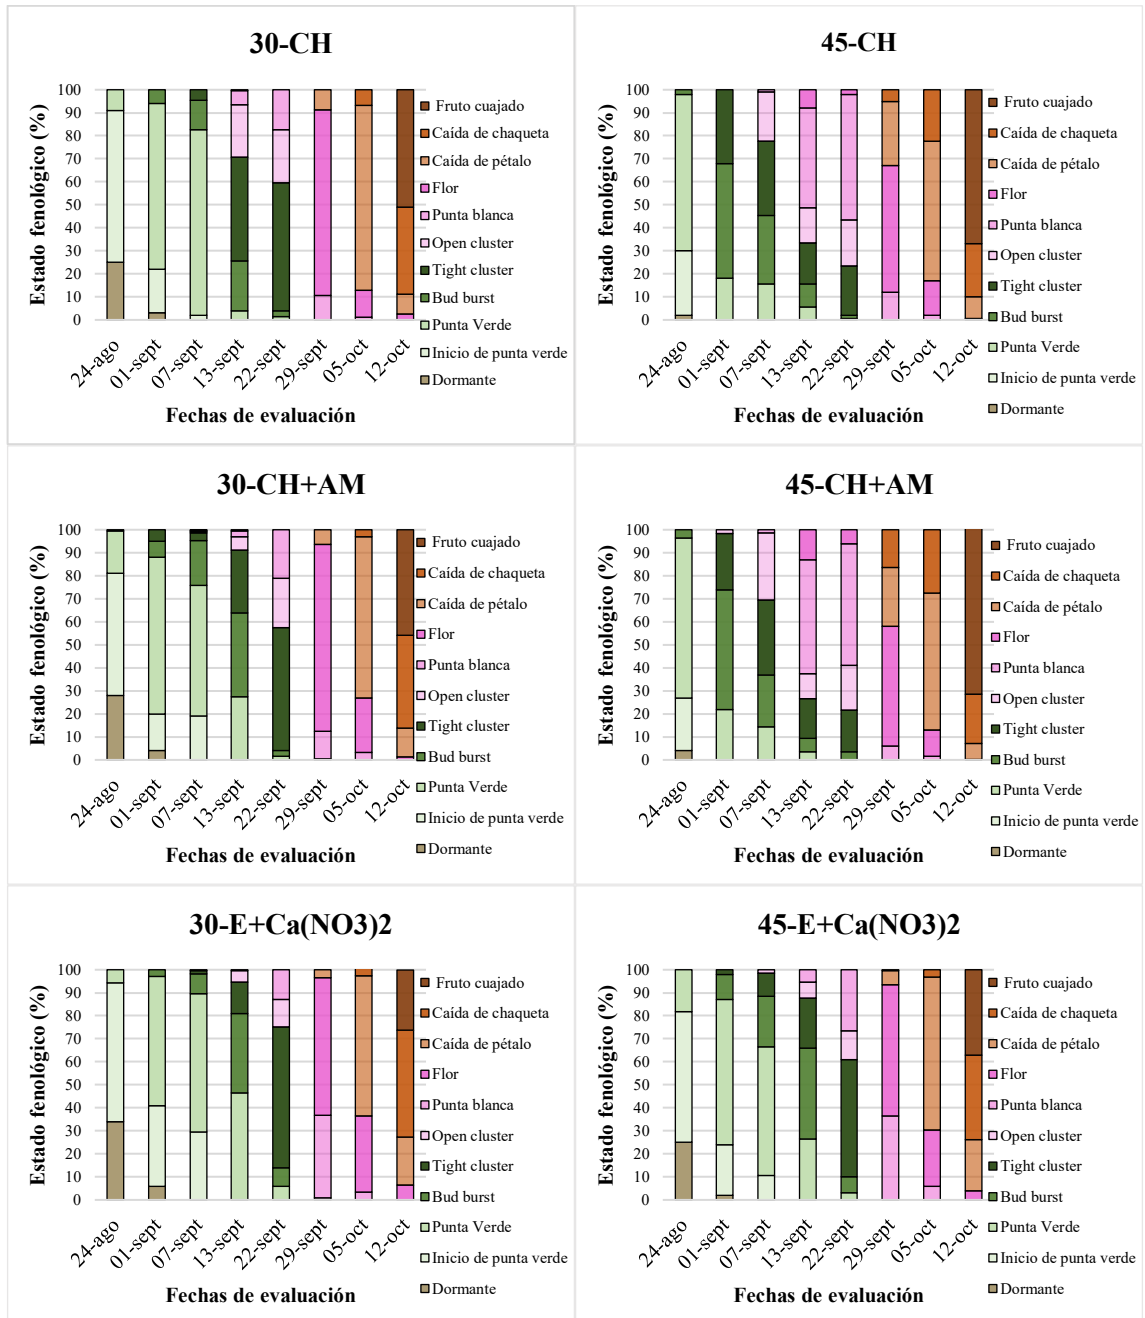 30-CH
Estado fenológico (%)
100
90
80
70
60
50
40
30
20
10
0
24-ago
01-sept
07-sept
13-sept
22-sept
29-sept
05-oct
12-oct
Fechas de evaluación
Fruto cuajado
Caída de chaqueta
Caída de pétalo
Flor
Punta blanca
Open cluster
Tight cluster
Bud burst
Punta Verde
Inicio de punta verde
Dormante
45-CH
Estado fenológico (%)
100
90
80
70
60
50
40
30
20
10
0
24-ago
01-sept
07-sept
13-sept
22-sept
29-sept
05-oct
12-oct
Fechas de evaluación
Fruto cuajado
Caída de chaqueta
Caída de pétalo
Flor
Punta blanca
Open cluster
Tight cluster
Bud burst
Punta Verde
Inicio de punta verde
Dormante
30-CH+AM
Estado fenológico (%)
100
90
80
70
60
50
40
30
20
10
0
24-ago
01-sept
07-sept
13-sept
22-sept
29-sept
05-oct
12-oct
Fechas de evaluación
Fruto cuajado
Caída de chaqueta
Caída de pétalo
Flor
Punta blanca
Open cluster
Tight cluster
Bud burst
Punta Verde
Inicio de punta verde
Dormante
45-CH+AM
Estado fenológico (%)
100
90
80
70
60
50
40
30
20
10
0
24-ago
01-sept
07-sept
13-sept
22-sept
29-sept
05-oct
12-oct
Fechas de evaluación
Fruto cuajado
Caída de chaqueta
Caída de pétalo
Flor
Punta blanca
Open cluster
Tight cluster
Bud burst
Punta Verde
Inicio de punta verde
Dormante
30-E+Ca(NO3)2
Estado fenológico (%)
100
90
80
70
60
50
40
30
20
10
0
24-ago
01-sept
07-sept
13-sept
22-sept
29-sept
05-oct
12-oct
Fechas de evaluación
Fruto cuajado
Caída de chaqueta
Caída de pétalo
Flor
Punta blanca
Open cluster
Tight cluster
Bud burst
Punta Verde
Inicio de punta verde
Dormante
45-E+Ca(NO3)2
Estado fenológico (%)
100
90
80
70
60
50
40
30
20
10
0
24-ago
01-sept
07-sept
13-sept
22-sept
29-sept
05-oct
12-oct
Fechas de evaluación
Fruto cuajado
Caída de chaqueta
Caída de pétalo
Flor
Punta blanca
Open cluster
Tight cluster
Bud burst
Punta Verde
Inicio de punta verde
Dormante